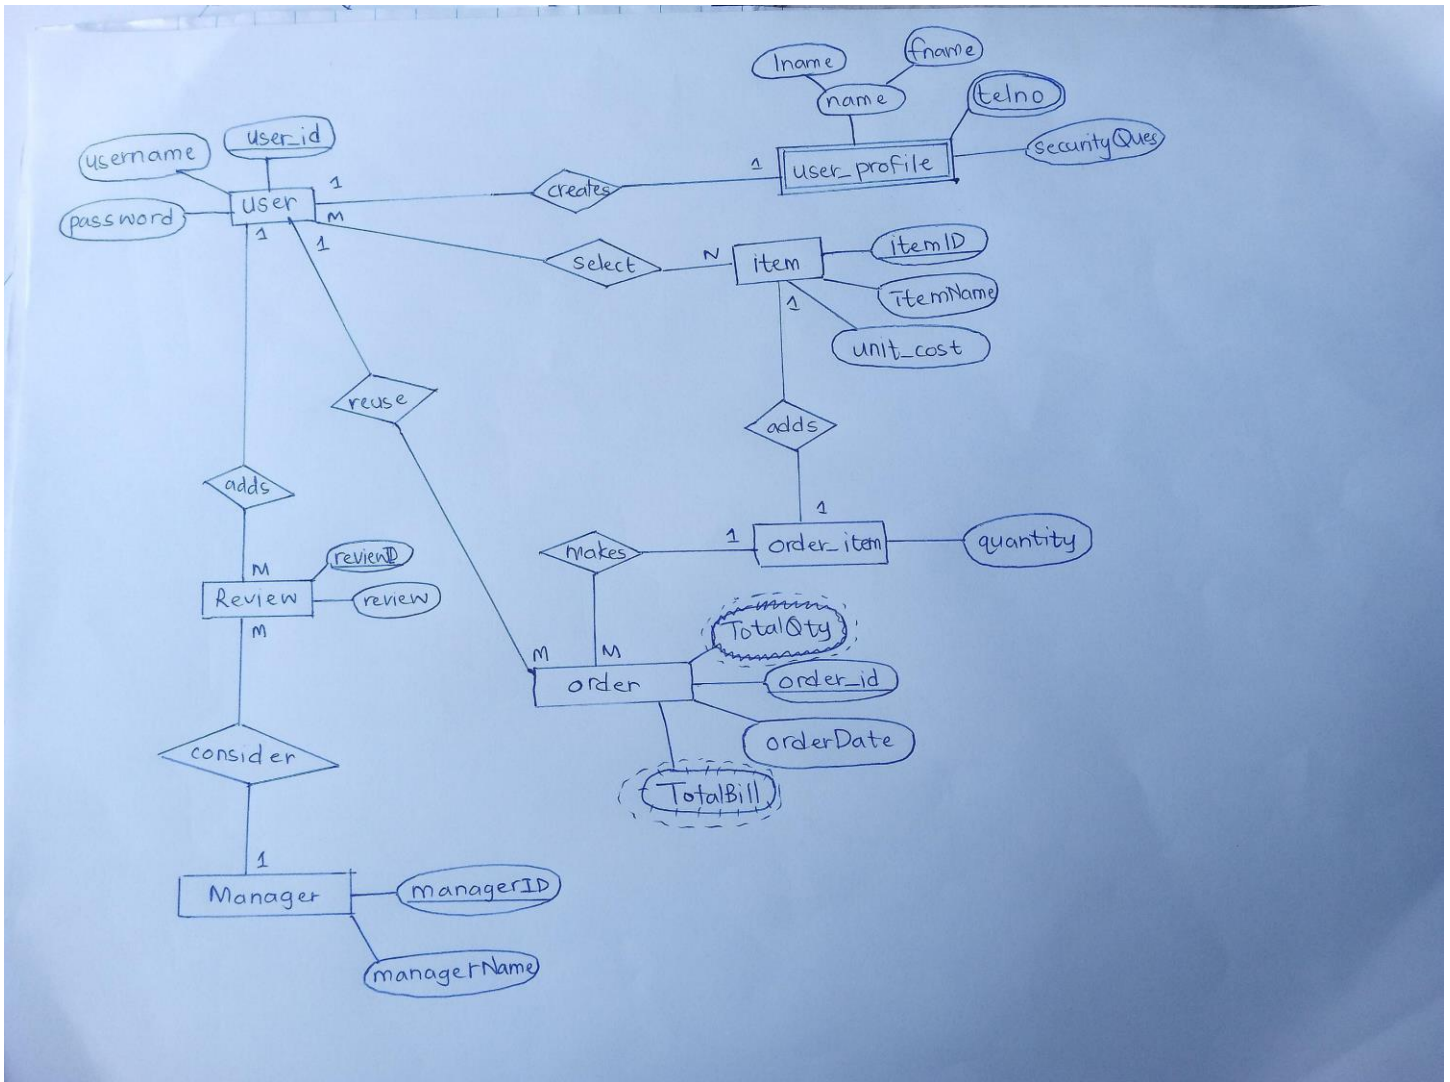 lname
fname
name
telno
securityQues
user_profile
1
creates
1
user_id
username
password
user
M
Select
N
item
itemID
itemName
unit_cost
1
adds
1
order_item
quantity
1
makes
M
1
reuse
M
order
TotalQty
order_id
orderDate
TotalBill
1
adds
M
Review
review
M
consider
1
Manager
managerID
managerName